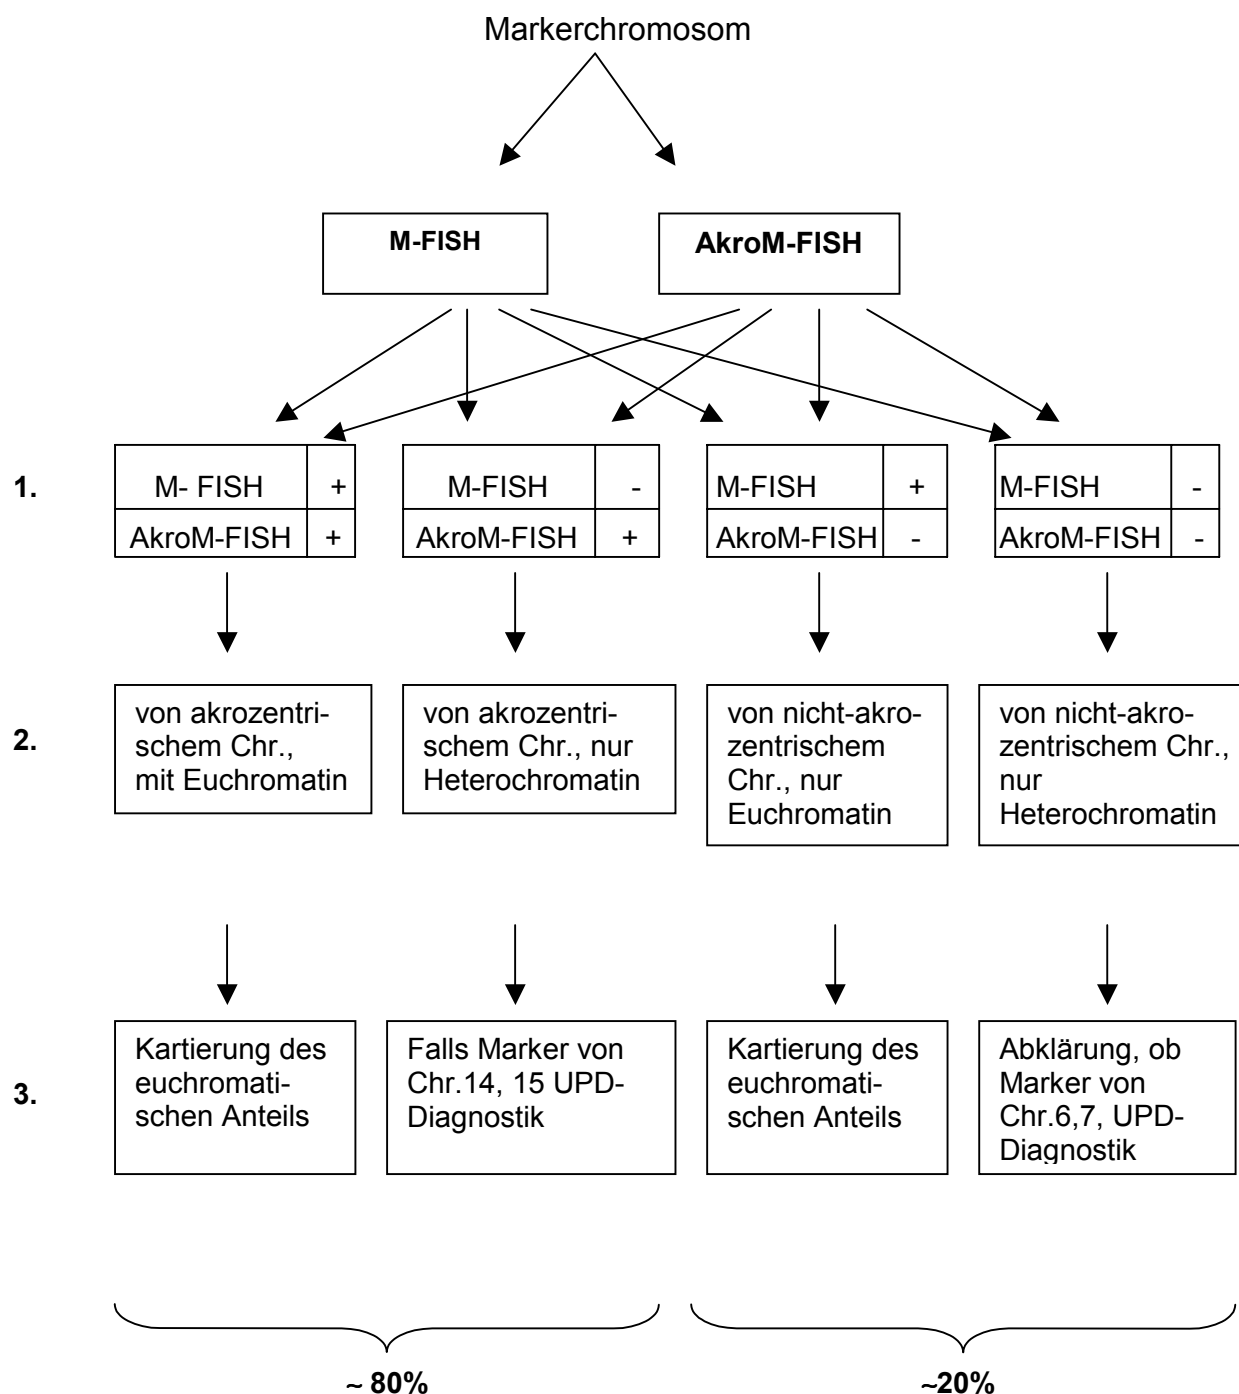 Markerchromosom
M-FISH
AkroM-FISH
1.
M- FISH +
AkroM-FISH +
M-FISH -
AkroM-FISH +
M-FISH +
AkroM-FISH -
M-FISH -
AkroM-FISH -
2.
von akrozentri-
schem Chr.,
mit Euchromatin
von akrozentri-
schem Chr., nur
Heterochromatin
von nicht-akro-
zentrischem
Chr., nur
Euchromatin
von nicht-akro-
zentrischem Chr.,
nur
Heterochromatin
3.
Kartierung des
euchromati-
schen Anteils
Falls Marker von
Chr.14, 15 UPD-
Diagnostik
Kartierung des
euchromati-
schen Anteils
Abklärung, ob
Marker von
Chr.6,7, UPD-
Diagnostik
~ 80%
~20%